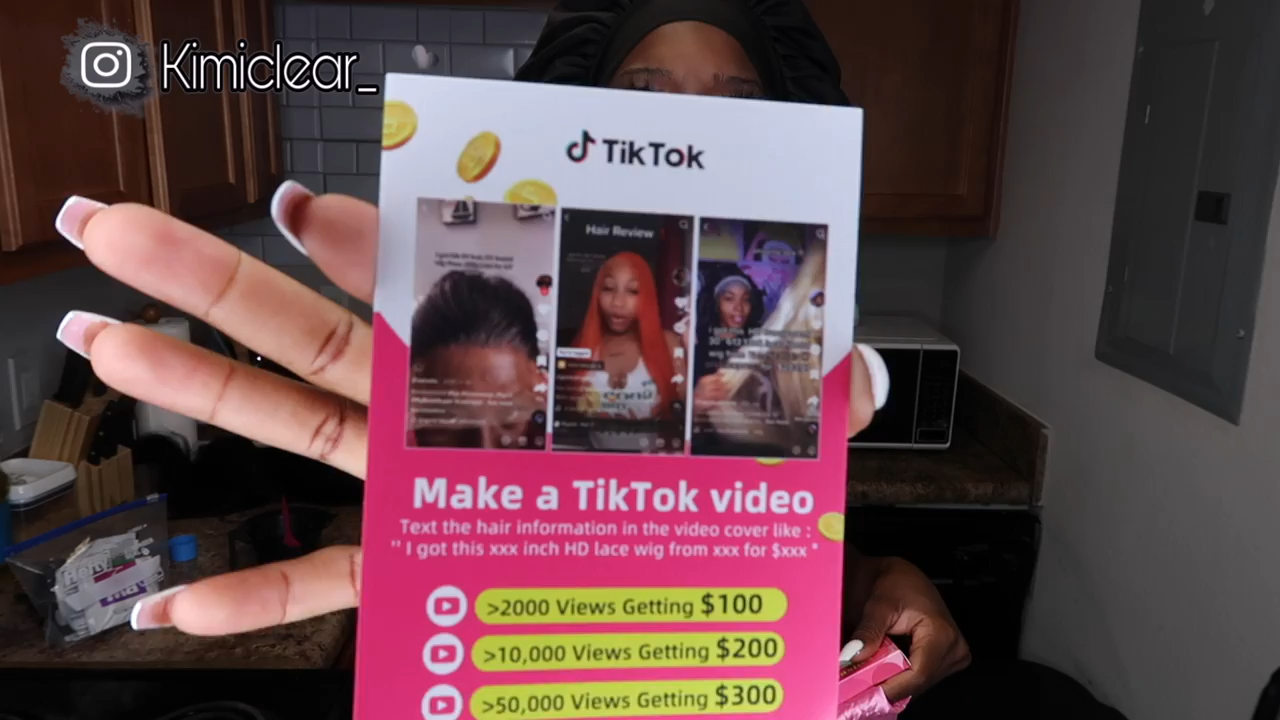 Kimiclear_
TikTok
Hair Review
Make a TikTok video
Text the hair information in the video cover like :
" I got this xxx inch HD lace wig from xxx for $xxx "
>2000 Views Getting $100
>10,000 Views Getting $200
>50,000 Views Getting $300